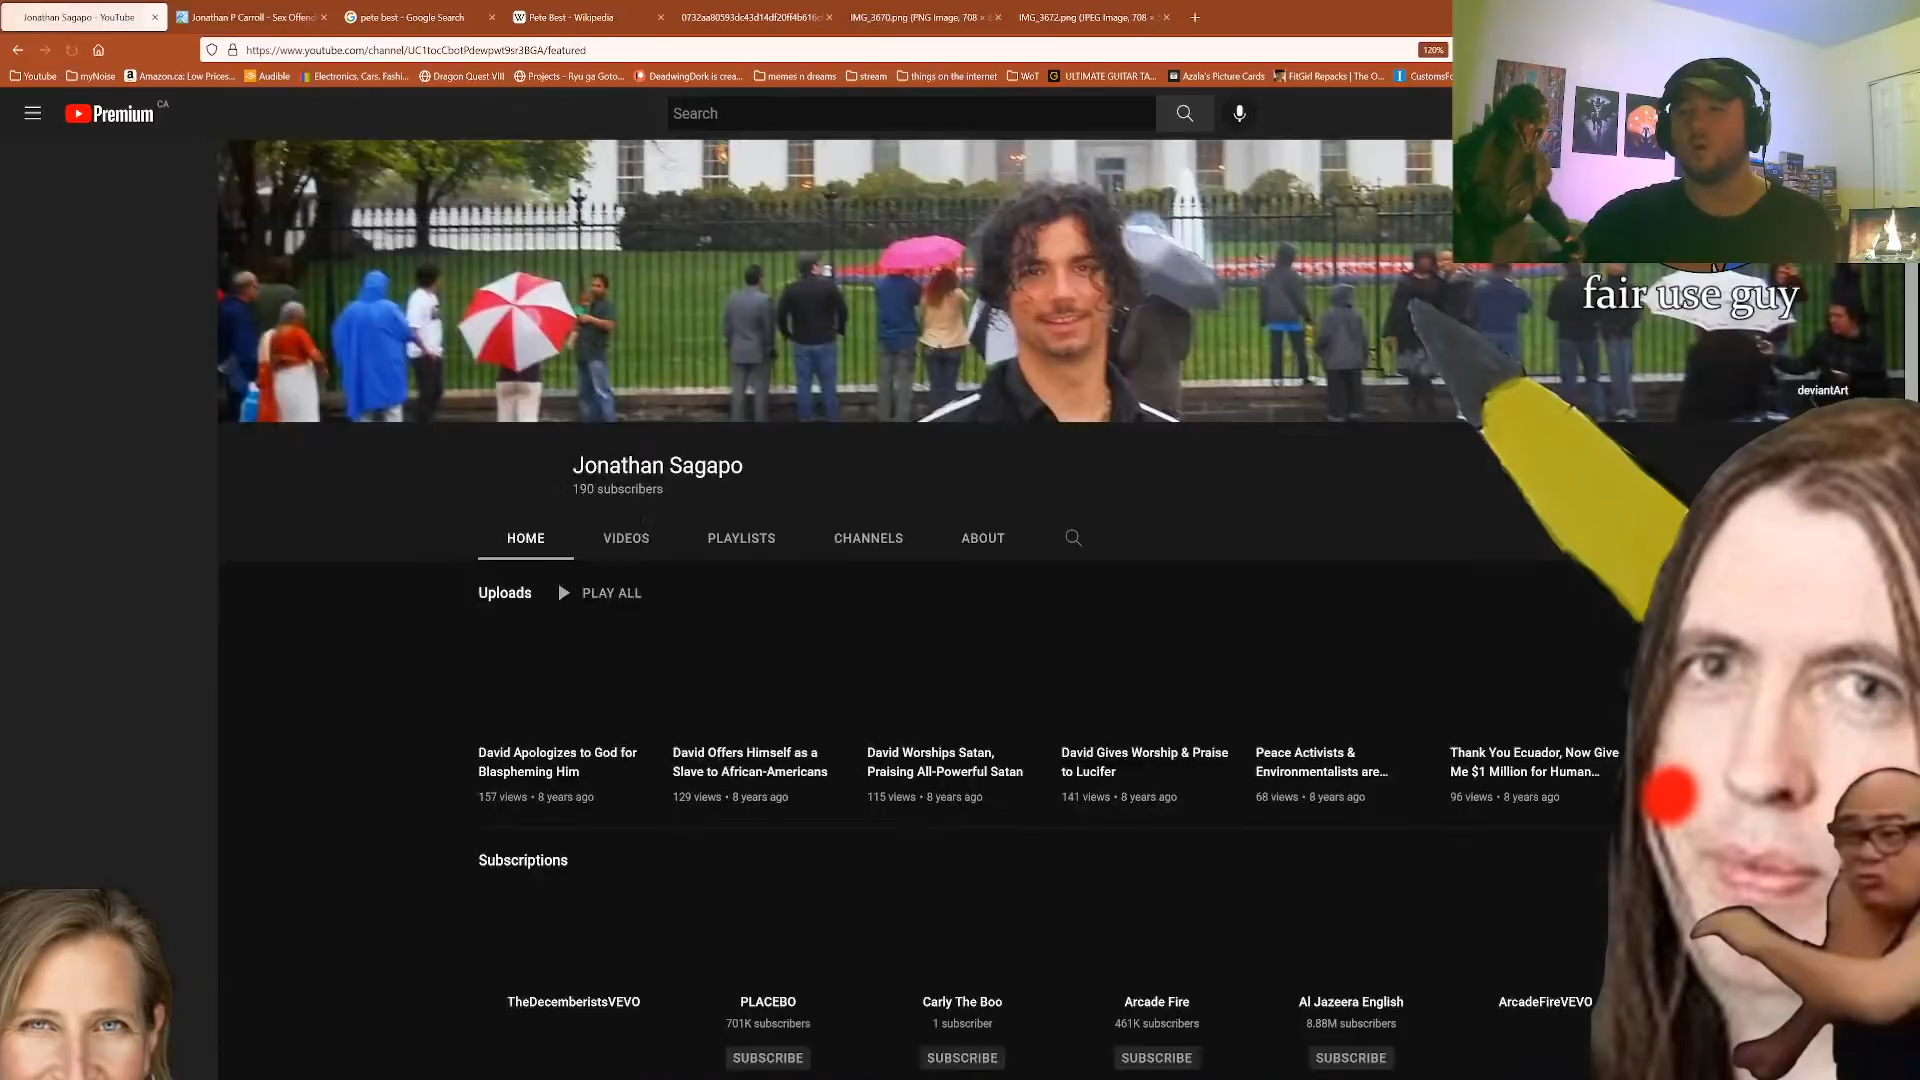 Jonathan Sagapo - YouTube
Jonathan P Carroll - Sex Offend
pete best - Google Search
Pete Best - Wikipedia
0732aa80593dc43d14df20ff4b616c
IMG_3670.png (PNG Image, 708 ×
IMG_3672.png (JPEG Image, 708 ×
https://www.youtube.com/channel/UC1tocCbotPdewpwt9sr3BGA/featured
120%
Youtube
myNoise
Amazon.ca: Low Prices...
Audible
Electronics, Cars, Fashi...
Dragon Quest VIII
Projects - Ryu ga Goto...
DeadwingDork is crea...
memes n dreams
stream
things on the internet
WoT
ULTIMATE GUITAR TA...
Azala's Picture Cards
FitGirl Repacks | The O...
CustomsFo
Premium CA
Search
fair use guy
deviantArt
Jonathan Sagapo
190 subscribers
HOME VIDEOS PLAYLISTS CHANNELS ABOUT
Uploads PLAY ALL
David Apologizes to God for
Blaspheming Him
157 views • 8 years ago
David Offers Himself as a
Slave to African-Americans
129 views • 8 years ago
David Worships Satan,
Praising All-Powerful Satan
115 views • 8 years ago
David Gives Worship & Praise
to Lucifer
141 views • 8 years ago
Peace Activists &
Environmentalists are...
68 views • 8 years ago
Thank You Ecuador, Now Give
Me $1 Million for Human...
96 views • 8 years ago
Subscriptions
TheDecemberistsVEVO
PLACEBO
701K subscribers
SUBSCRIBE
Carly The Boo
1 subscriber
SUBSCRIBE
Arcade Fire
461K subscribers
SUBSCRIBE
Al Jazeera English
8.88M subscribers
SUBSCRIBE
ArcadeFireVEVO